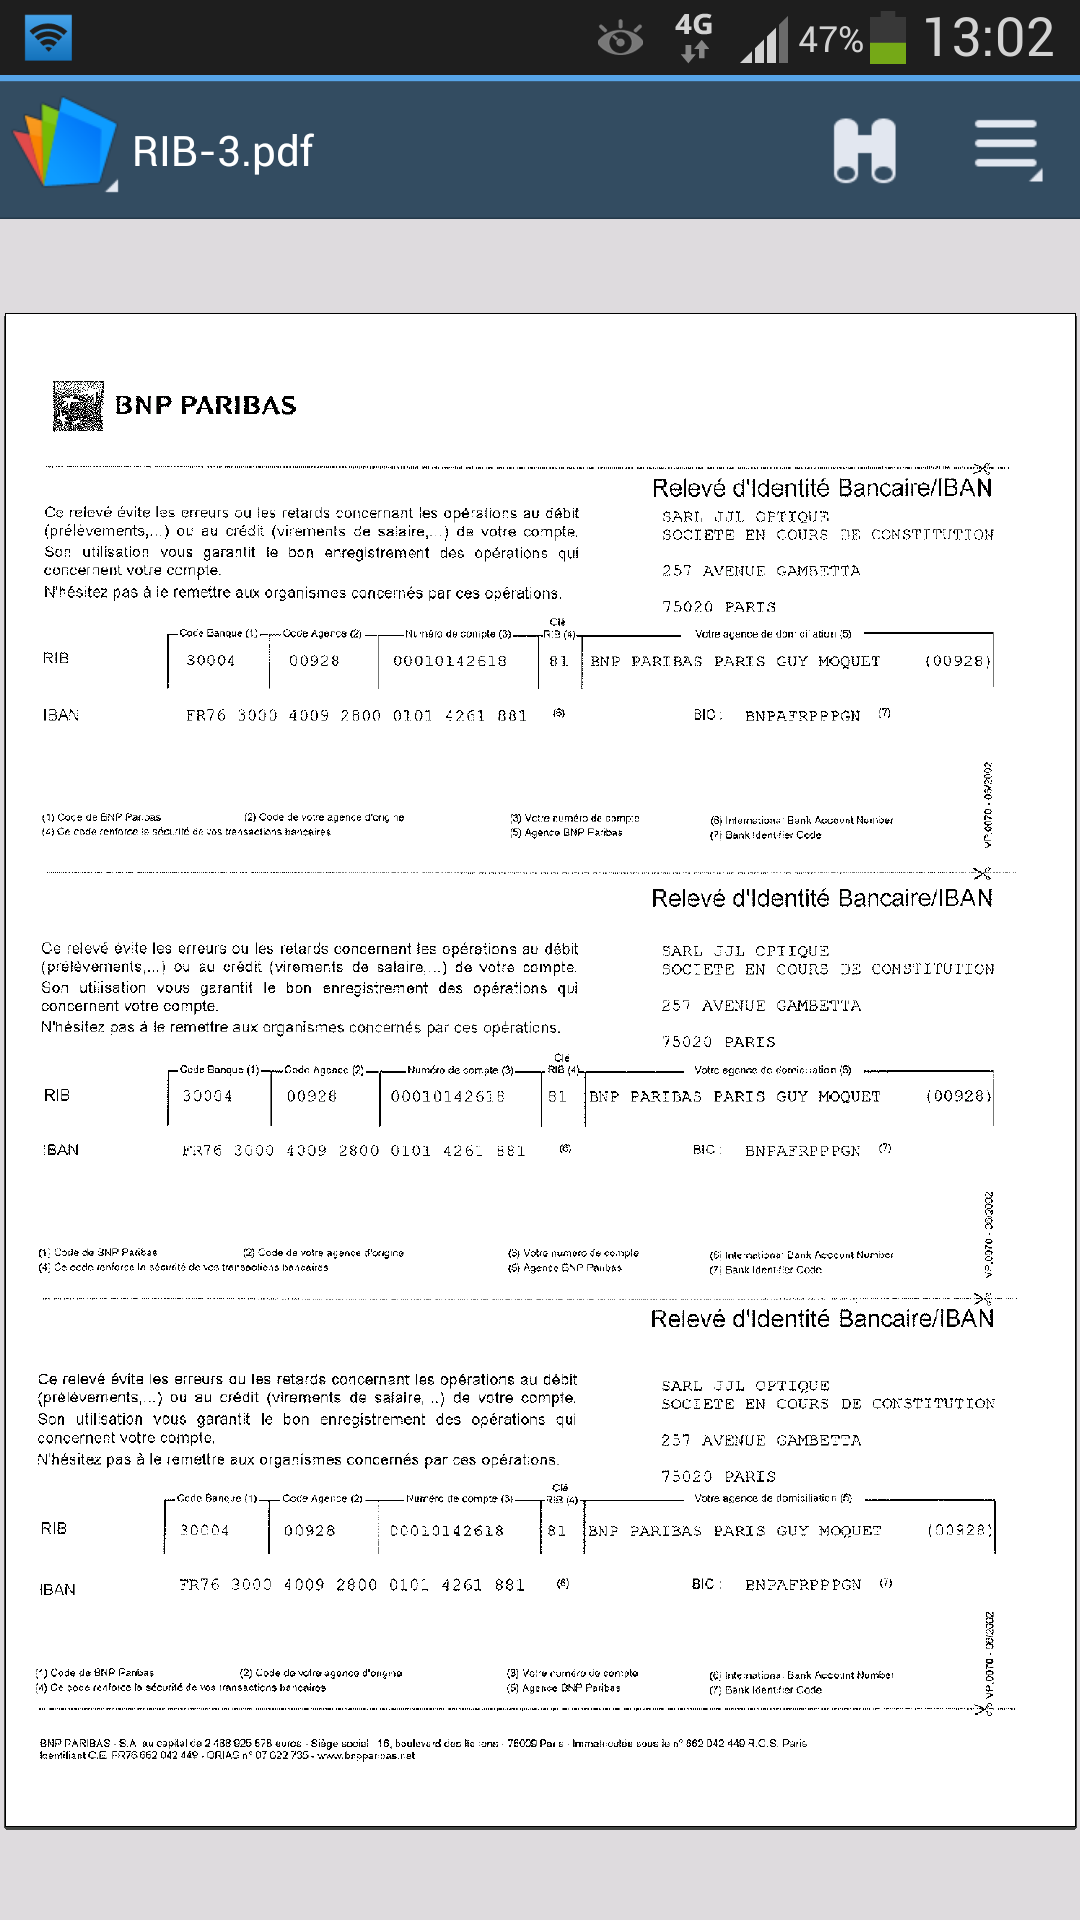 4G 47% 13:02
RIB-3.pdf
BNP PARIBAS
Relevé d'Identité Bancaire/IBAN
Ce relevé évite les erreurs ou les retards concernant les opérations au débit
(prélèvements,...) ou au crédit (virements de salaire,...) de votre compte.
Son utilisation vous garantit le bon enregistrement des opérations qui
concernent votre compte.
N'hésitez pas à le remettre aux organismes concernés par ces opérations.
SARL JJL OPTIQUE
SOCIETE EN COURS DE CONSTITUTION
257 AVENUE GAMBETTA
75020 PARIS
Code Banque (1) Code Agence (2) Numéro de compte (3) Clé RIB (4) Votre agence de domiciliation (5)
RIB 30004 00928 00010142618 81 BNP PARIBAS PARIS GUY MOQUET (00928)
IBAN FR76 3000 4009 2800 0101 4261 881 (6) BIC : BNPAFRPPPGN (7)
(1) Code de BNP Paribas (2) Code de votre agence d'origine (3) Votre numéro de compte (6) International Bank Account Number
(4) Ce code renforce la sécurité de vos transactions bancaires (5) Agence BNP Paribas (7) Bank Identifier Code
VP.0070 - 06/2002
Relevé d'Identité Bancaire/IBAN
Ce relevé évite les erreurs ou les retards concernant les opérations au débit
(prélèvements,...) ou au crédit (virements de salaire,...) de votre compte.
Son utilisation vous garantit le bon enregistrement des opérations qui
concernent votre compte.
N'hésitez pas à le remettre aux organismes concernés par ces opérations.
SARL JJL OPTIQUE
SOCIETE EN COURS DE CONSTITUTION
257 AVENUE GAMBETTA
75020 PARIS
Code Banque (1) Code Agence (2) Numéro de compte (3) Clé RIB (4) Votre agence de domiciliation (5)
RIB 30004 00928 00010142618 81 BNP PARIBAS PARIS GUY MOQUET (00928)
IBAN FR76 3000 4009 2800 0101 4261 881 (6) BIC : BNPAFRPPPGN (7)
(1) Code de BNP Paribas (2) Code de votre agence d'origine (3) Votre numéro de compte (6) International Bank Account Number
(4) Ce code renforce la sécurité de vos transactions bancaires (5) Agence BNP Paribas (7) Bank Identifier Code
VP.0070 - 06/2002
Relevé d'Identité Bancaire/IBAN
Ce relevé évite les erreurs ou les retards concernant les opérations au débit
(prélèvements,...) ou au crédit (virements de salaire,...) de votre compte.
Son utilisation vous garantit le bon enregistrement des opérations qui
concernent votre compte.
N'hésitez pas à le remettre aux organismes concernés par ces opérations.
SARL JJL OPTIQUE
SOCIETE EN COURS DE CONSTITUTION
257 AVENUE GAMBETTA
75020 PARIS
Code Banque (1) Code Agence (2) Numéro de compte (3) Clé RIB (4) Votre agence de domiciliation (5)
RIB 30004 00928 00010142618 81 BNP PARIBAS PARIS GUY MOQUET (00928)
IBAN FR76 3000 4009 2800 0101 4261 881 (6) BIC : BNPAFRPPPGN (7)
(1) Code de BNP Paribas (2) Code de votre agence d'origine (3) Votre numéro de compte (6) International Bank Account Number
(4) Ce code renforce la sécurité de vos transactions bancaires (5) Agence BNP Paribas (7) Bank Identifier Code
VP.0070 - 06/2002
BNP PARIBAS - S.A. au capital de 2 468 925 578 euros - Siège social : 16, boulevard des Italiens - 75009 Paris - Immatriculée sous le n° 662 042 449 R.C.S. Paris
Identifiant C.E. FR76 662 042 449 - ORIAS n° 07 022 735 - www.bnpparibas.net